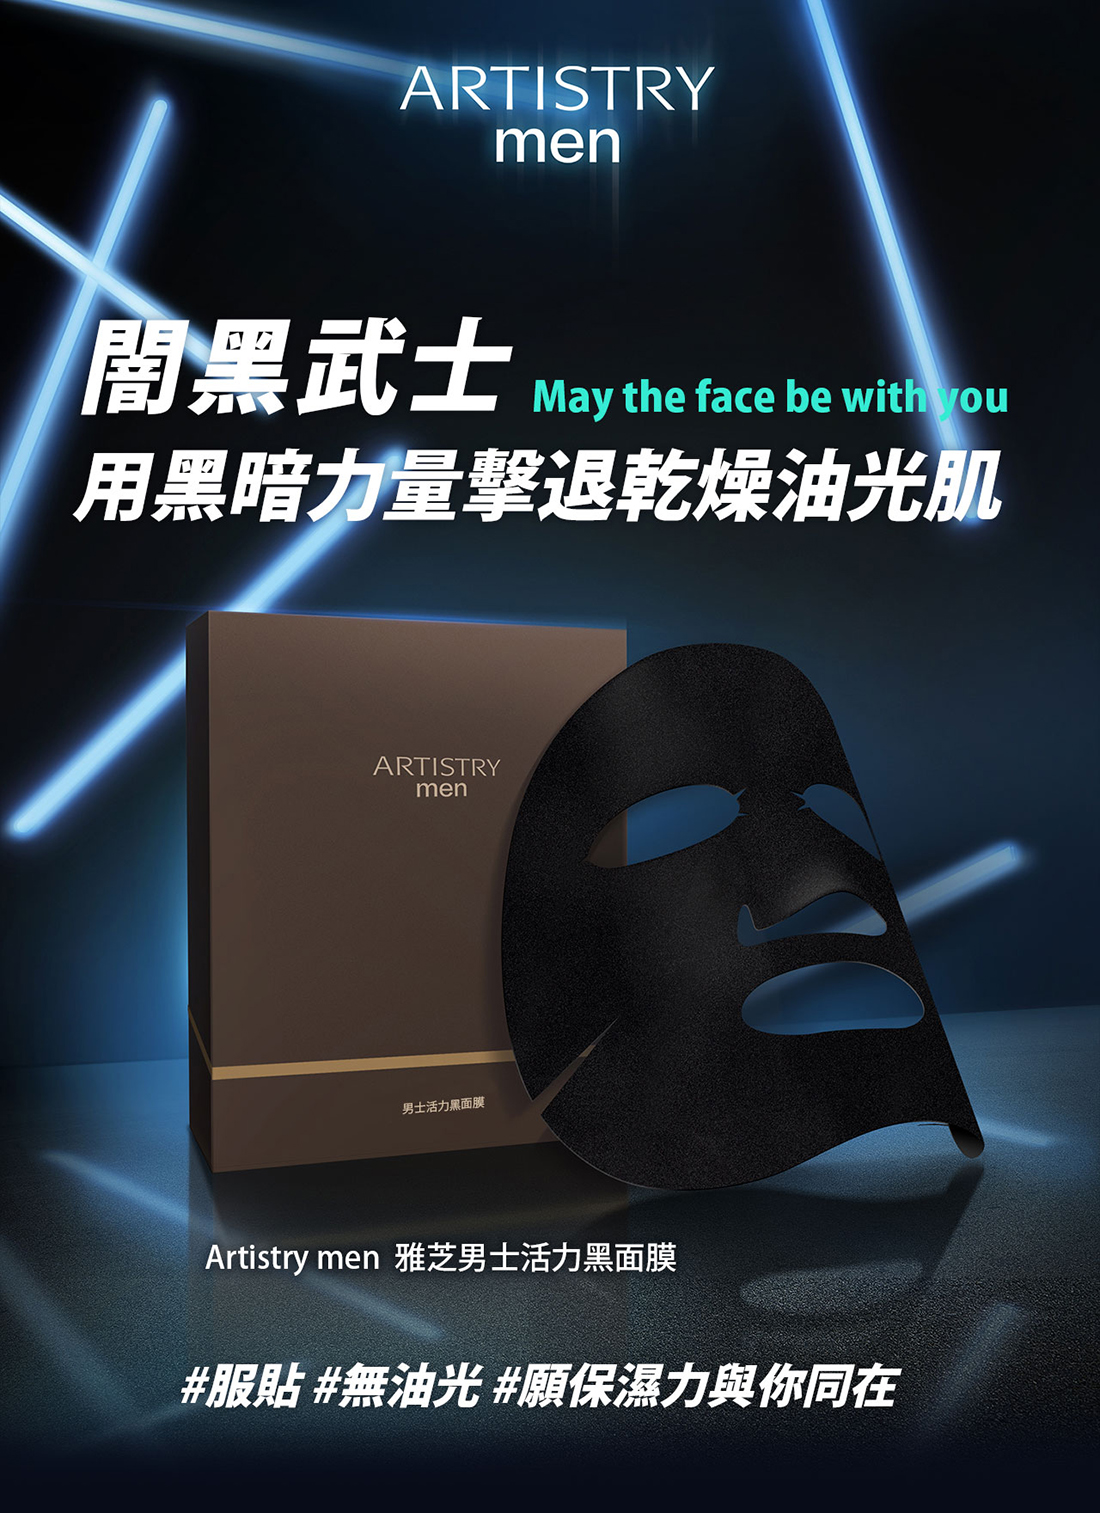 ARTISTRY
men
闇黑武士 May the face be with you
用黑暗力量擊退乾燥油光肌
ARTISTRY
men
男士活力黑面膜
Artistry men 雅芝男士活力黑面膜
#服貼 #無油光 #願保濕力與你同在